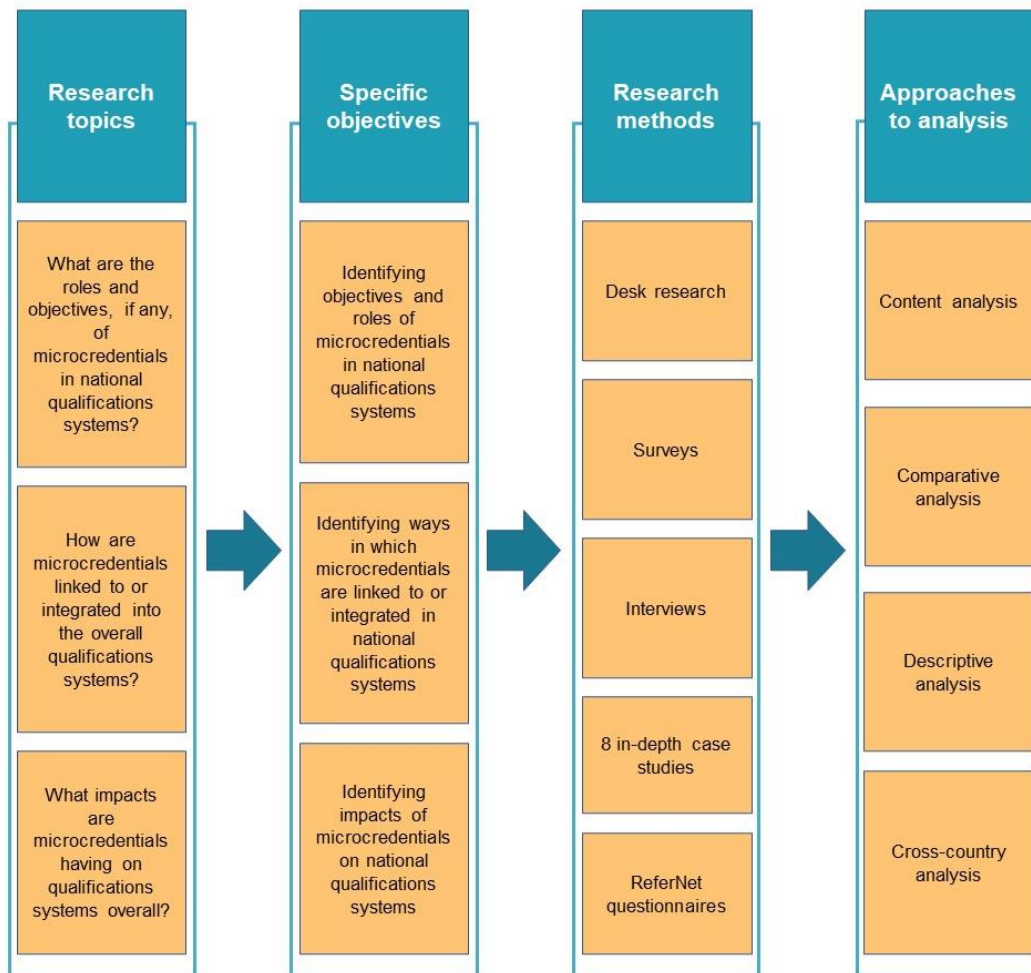 Research
topics
What are the
roles and
objectives, if any,
of
microcredentials
in national
qualifications
systems?
How are
microcredentials
linked to or
integrated into
the overall
qualifications
systems?
What impacts
are
microcredentials
having on
qualifications
systems overall?
Specific
objectives
Identifying
objectives and
roles of
microcredentials
in national
qualifications
systems
Identifying ways
in which
microcredentials
are linked to or
integrated in
national
qualifications
systems
Identifying
impacts of
microcredentials
on national
qualifications
systems
Research
methods
Desk research
Surveys
Interviews
8 in-depth case
studies
ReferNet
questionnaires
Approaches
to analysis
Content analysis
Comparative
analysis
Descriptive
analysis
Cross-country
analysis